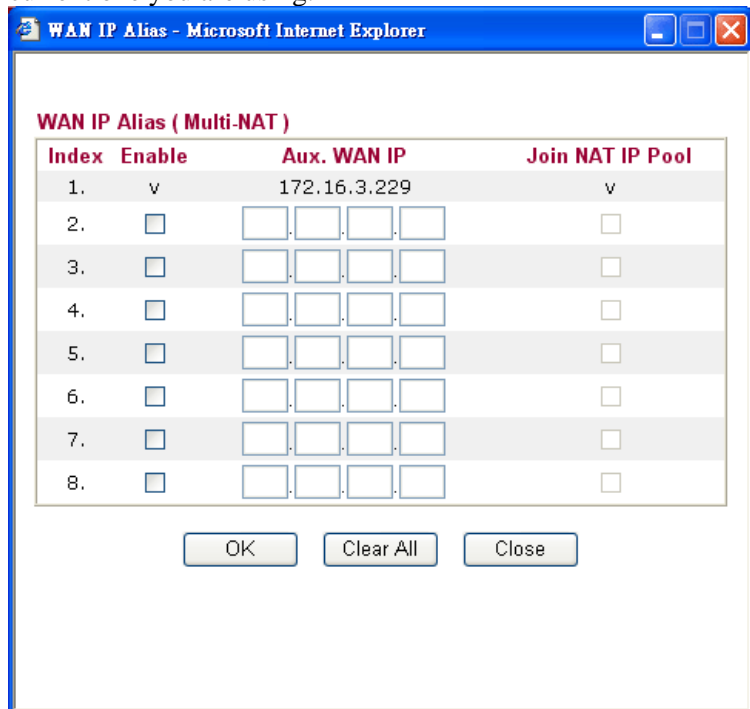 WAN IP Alias - Microsoft Internet Explorer
WAN IP Alias ( Multi-NAT )
Index Enable Aux. WAN IP Join NAT IP Pool
1. v 172.16.3.229 v
2. . . .
3. . . .
4. . . .
5. . . .
6. . . .
7. . . .
8. . . .
OK Clear All Close